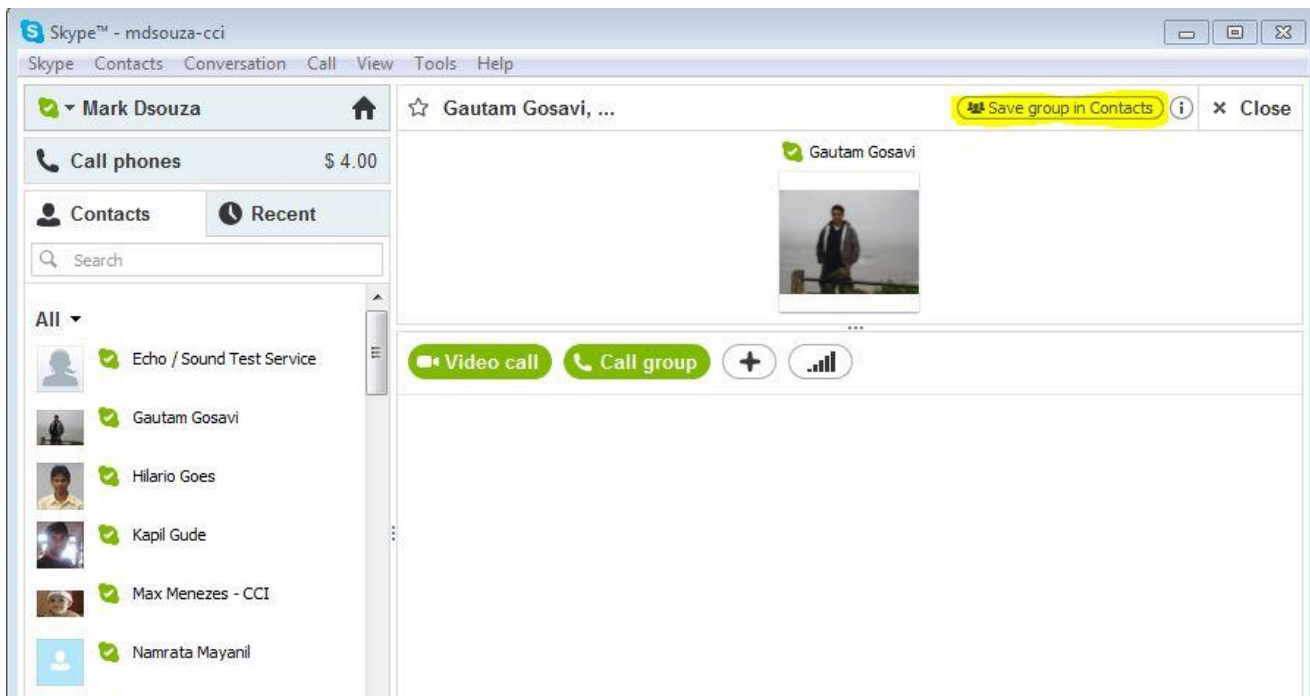 Skype™ - mdsouza-cci
Skype Contacts Conversation Call View Tools Help
Mark Dsouza
Call phones $ 4.00
Contacts Recent
Search
All
Echo / Sound Test Service
Gautam Gosavi
Hilario Goes
Kapil Gude
Max Menezes - CCI
Namrata Mayanil
Gautam Gosavi, ...
Save group in Contacts
Close
Gautam Gosavi
Video call
Call group